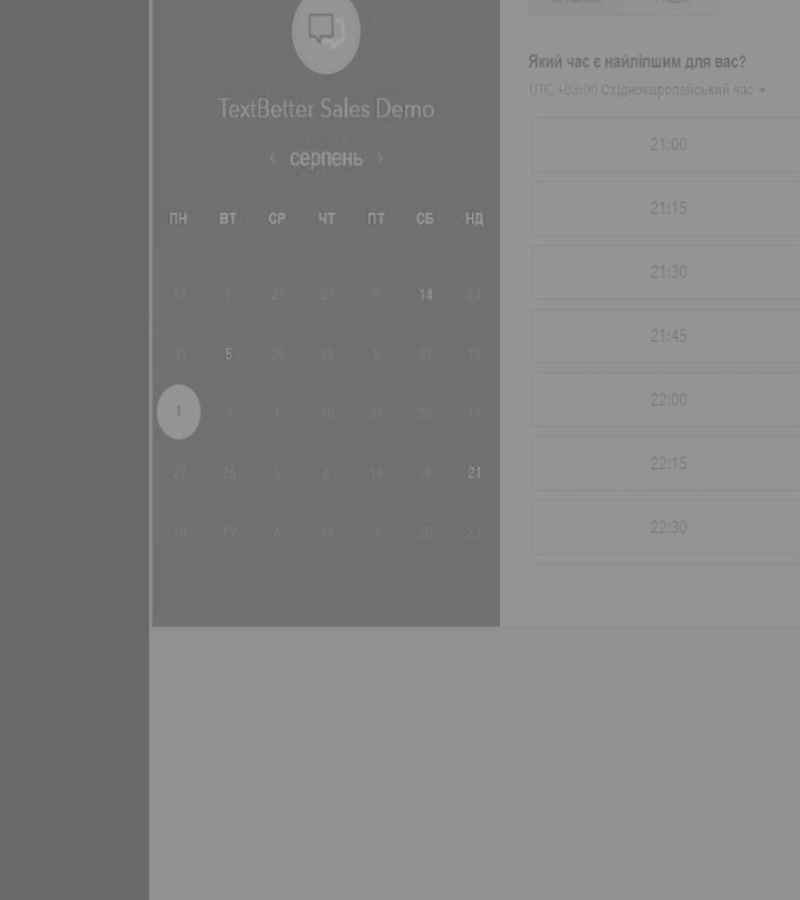 TextBetter Sales Demo
серпень
ПН ВТ СР ЧТ ПТ СБ НД
17 1 21 27 9 14 24
31 5 25 18 5 21 19
9 1 10 27 30 17
27 26 6 6 14 18 21
18 19 6 14 3 20 23
Який час є найліпшим для вас?
UTC +03:00 Східноєвропейський час
21:00
21:15
21:30
21:45
22:00
22:15
22:30